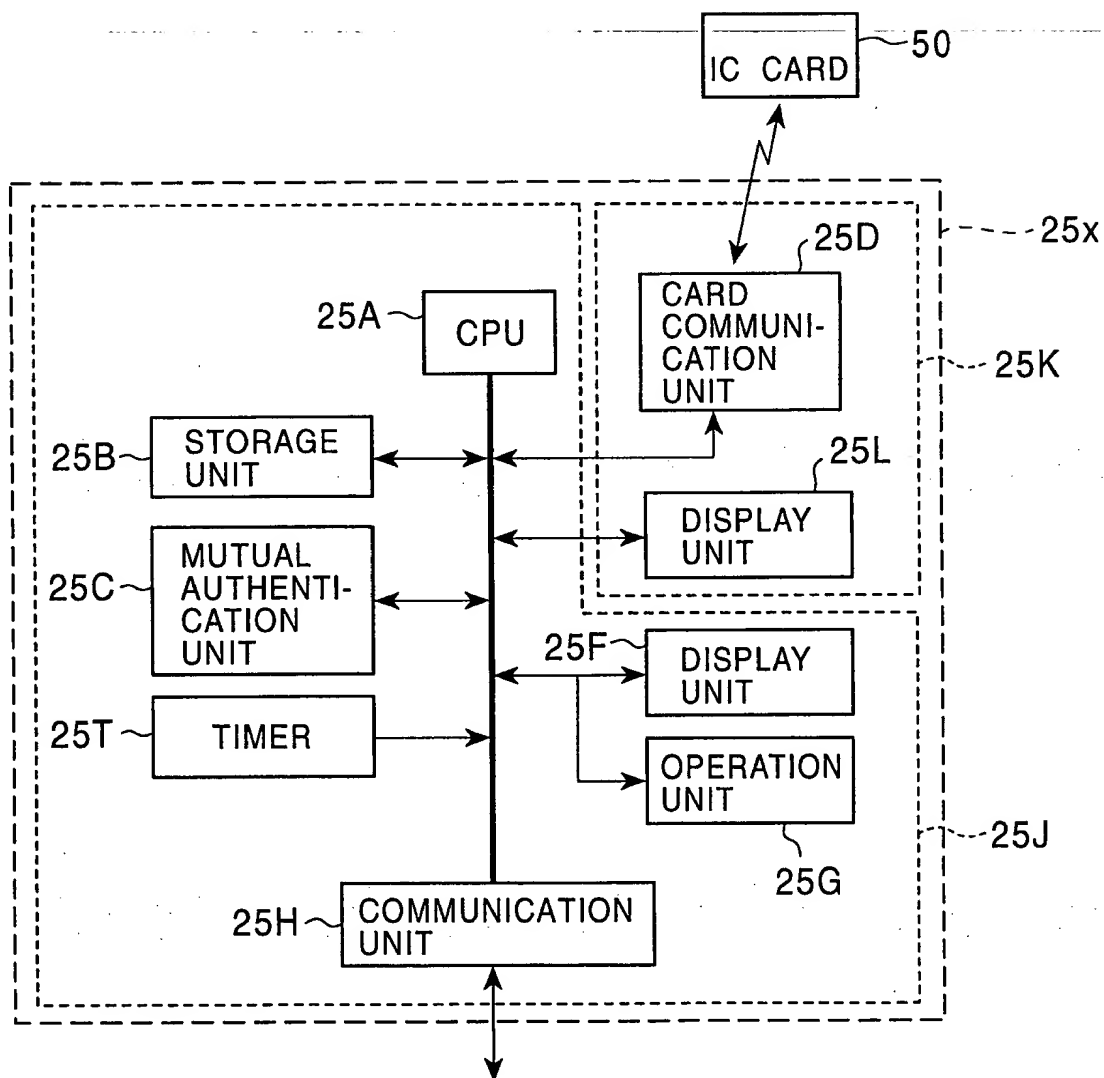 50
IC CARD
25x
25D
CARD
COMMUNI-
CATION
UNIT
25K
25A
CPU
25B
STORAGE
UNIT
25L
DISPLAY
UNIT
25C
MUTUAL
AUTHENTI-
CATION
UNIT
25F
DISPLAY
UNIT
25T
TIMER
OPERATION
UNIT
25J
25G
25H
COMMUNICATION
UNIT